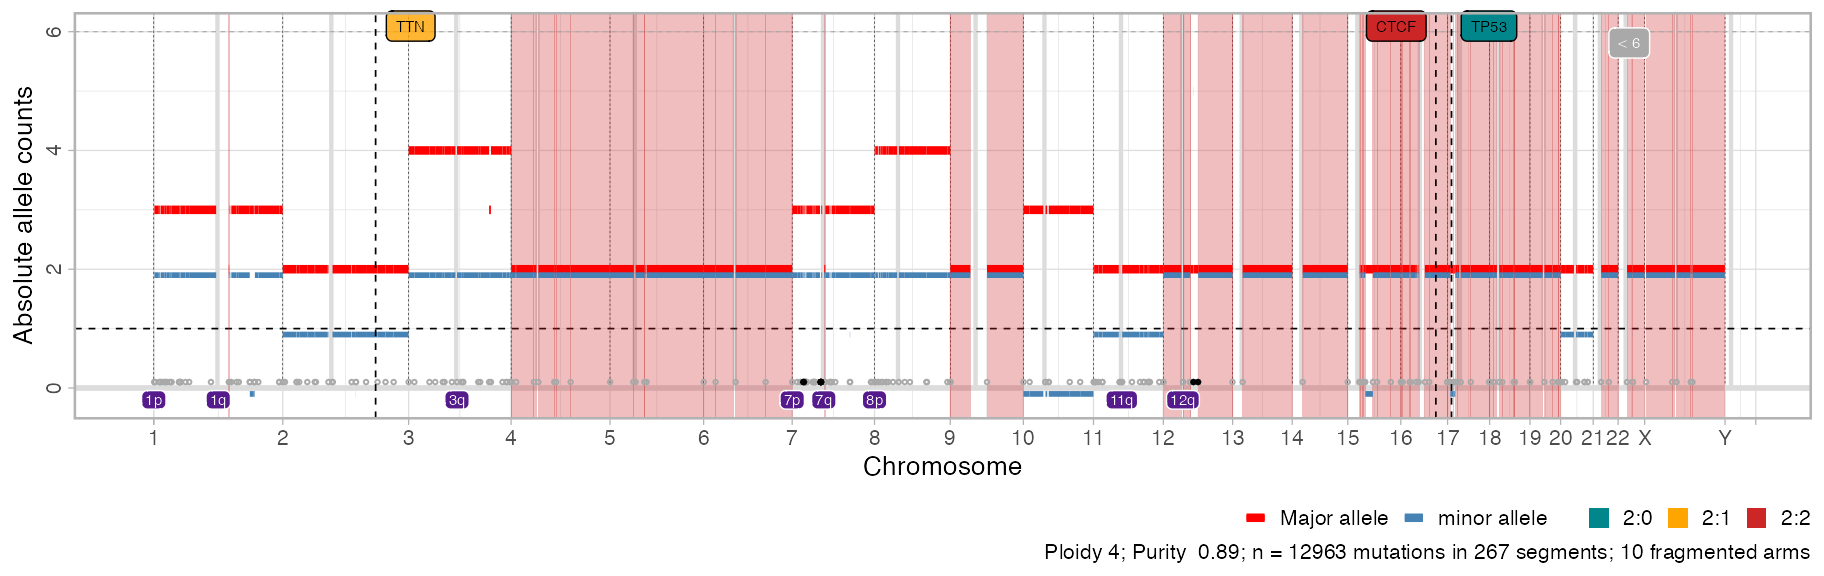 TTN
CTCF
TP53
< 6
Absolute allele counts
6
4
2
0
1p
1q
3q
7p
7q
8p
11q
12q
1 2 3 4 5 6 7 8 9 10 11 12 13 14 15 16 17 18 19 20 21 22 X Y
Chromosome
Major allele minor allele 2:0 2:1 2:2
Ploidy 4; Purity 0.89; n = 12963 mutations in 267 segments; 10 fragmented arms